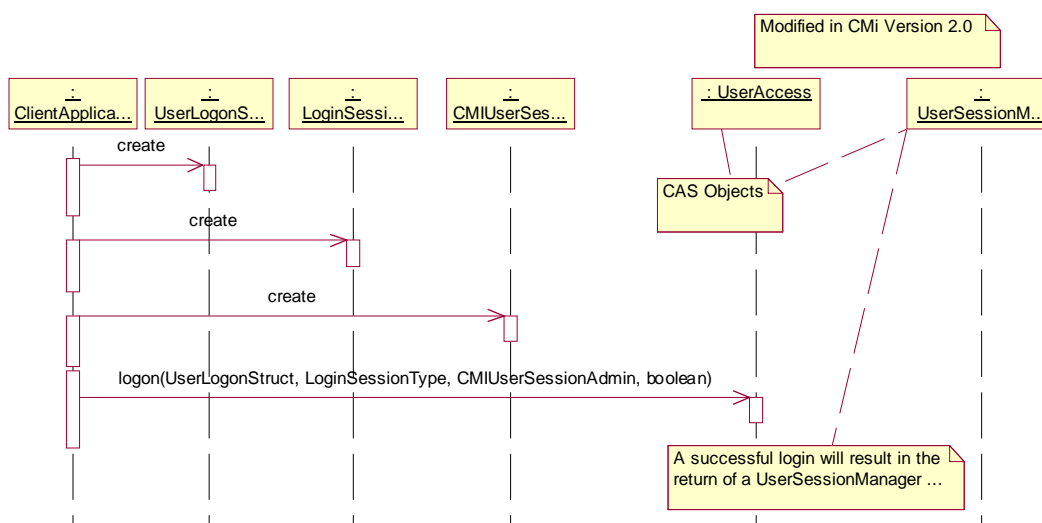 Modified in CMi Version 2.0
:
ClientApplica...
:
UserLogonS...
:
LoginSessi...
:
CMIUserSes...
: UserAccess
:
UserSessionM...
create
CAS Objects
create
create
logon(UserLogonStruct, LoginSessionType, CMIUserSessionAdmin, boolean)
A successful login will result in the
return of a UserSessionManager ...